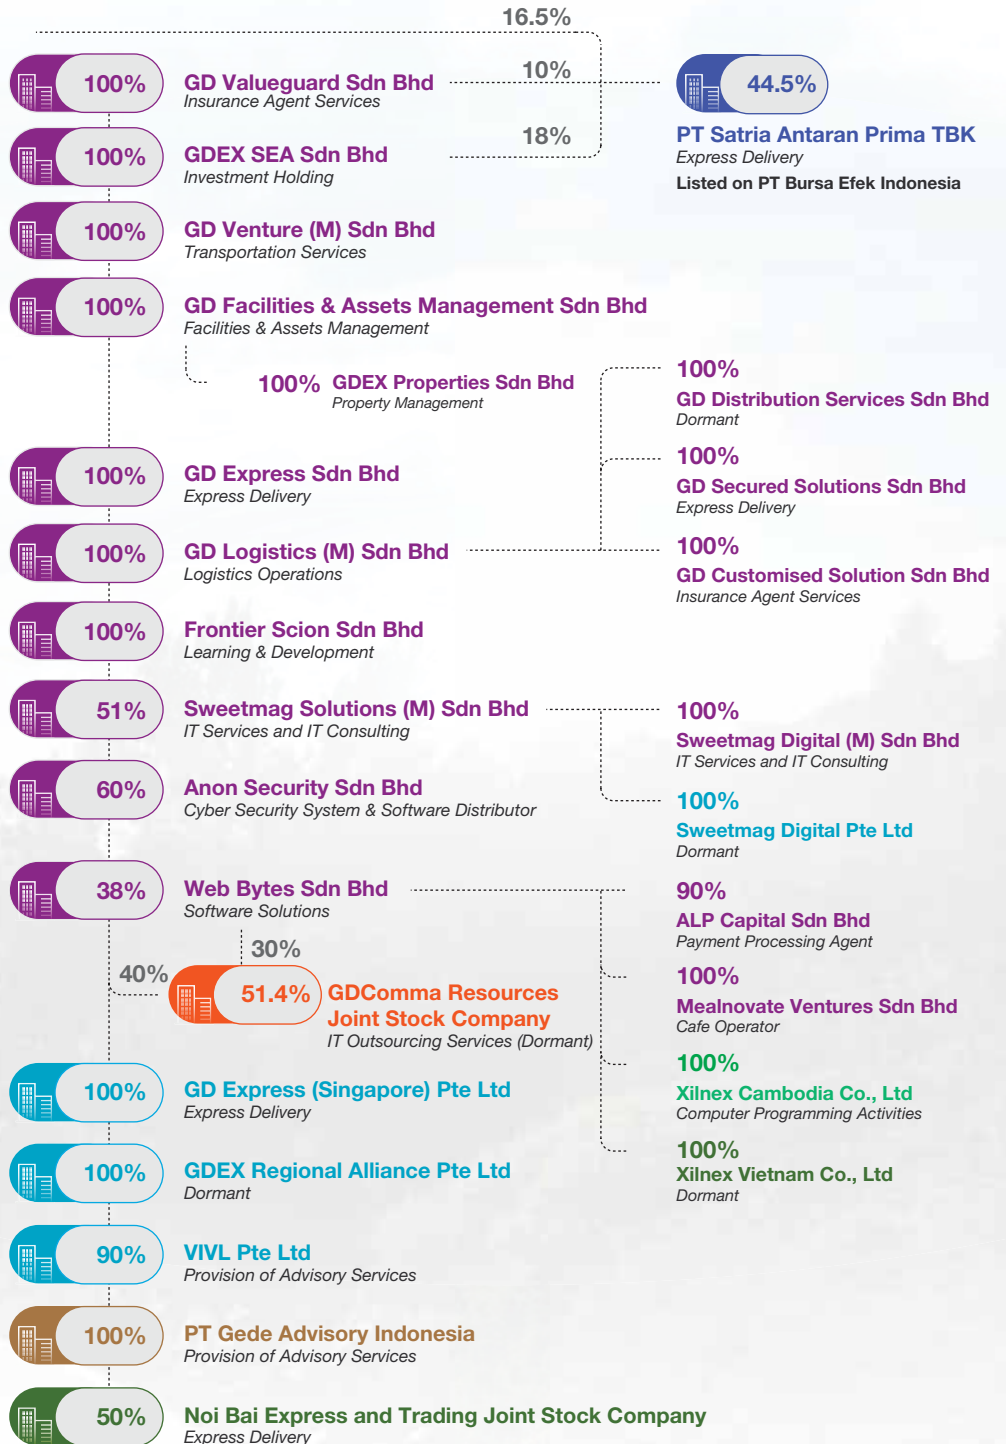 16.5%
100%
GD Valueguard Sdn Bhd
Insurance Agent Services
10%
44.5%
PT Satria Antaran Prima TBK
Express Delivery
Listed on PT Bursa Efek Indonesia
100%
GDEX SEA Sdn Bhd
Investment Holding
18%
100%
GD Venture (M) Sdn Bhd
Transportation Services
100%
GD Facilities & Assets Management Sdn Bhd
Facilities & Assets Management
100% GDEX Properties Sdn Bhd
Property Management
100%
GD Express Sdn Bhd
Express Delivery
100%
GD Logistics (M) Sdn Bhd
Logistics Operations
100%
GD Distribution Services Sdn Bhd
Dormant
100%
GD Secured Solutions Sdn Bhd
Express Delivery
100%
GD Customised Solution Sdn Bhd
Insurance Agent Services
100%
Frontier Scion Sdn Bhd
Learning & Development
51%
Sweetmag Solutions (M) Sdn Bhd
IT Services and IT Consulting
100%
Sweetmag Digital (M) Sdn Bhd
IT Services and IT Consulting
100%
Sweetmag Digital Pte Ltd
Dormant
60%
Anon Security Sdn Bhd
Cyber Security System & Software Distributor
38%
Web Bytes Sdn Bhd
Software Solutions
90%
ALP Capital Sdn Bhd
Payment Processing Agent
100%
Mealnovate Ventures Sdn Bhd
Cafe Operator
100%
Xilnex Cambodia Co., Ltd
Computer Programming Activities
100%
Xilnex Vietnam Co., Ltd
Dormant
30%
40%
51.4%
GDComma Resources
Joint Stock Company
IT Outsourcing Services (Dormant)
100%
GD Express (Singapore) Pte Ltd
Express Delivery
100%
GDEX Regional Alliance Pte Ltd
Dormant
90%
VIVL Pte Ltd
Provision of Advisory Services
100%
PT Gede Advisory Indonesia
Provision of Advisory Services
50%
Noi Bai Express and Trading Joint Stock Company
Express Delivery